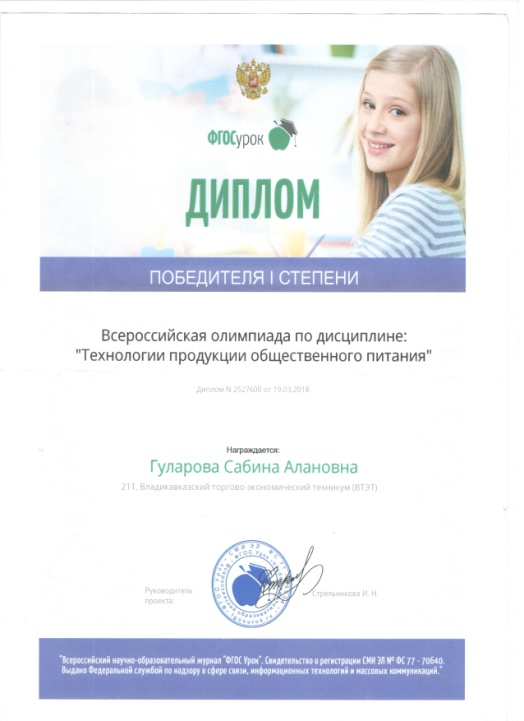 ФГОСурок
ДИПЛОМ
ПОБЕДИТЕЛЯ I СТЕПЕНИ
Всероссийская олимпиада по дисциплине:
"Технологии продукции общественного питания"
Диплом N 2527600 от 19.03.2018
Награждается:
Гуларова Сабина Алановна
21Т, Владикавказский торгово-экономический техникум (ВТЭТ)
Руководитель
проекта:
Стрельникова И. Н.
"Всероссийский научно-образовательный журнал "ФГОС Урок". Свидетельство о регистрации СМИ ЭЛ № ФС 77 - 70640.
Выдано Федеральной службой по надзору в сфере связи, информационных технологий и массовых коммуникаций."